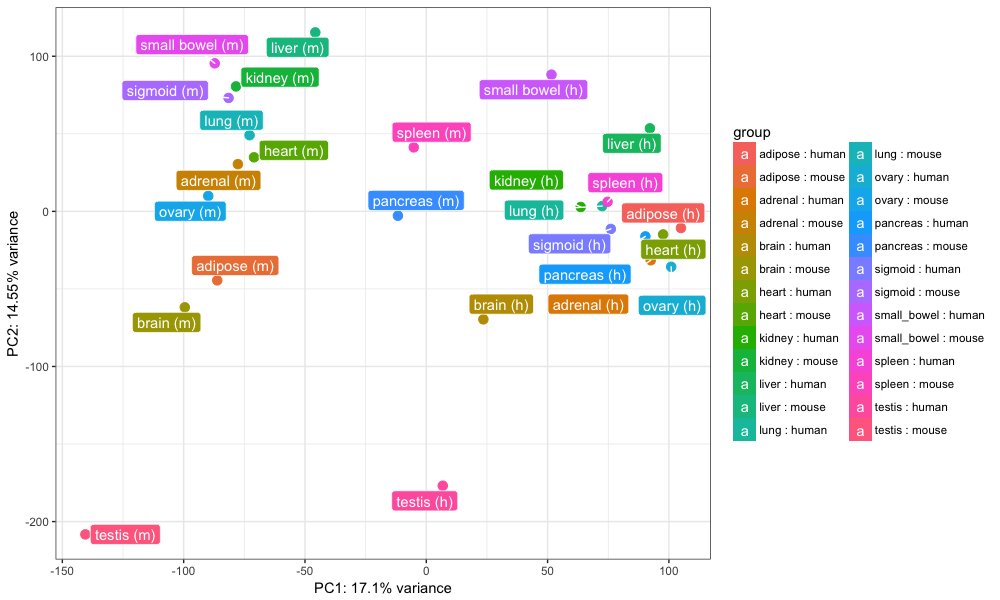 small bowel (m)
liver (m)
kidney (m)
sigmoid (m)
lung (m)
heart (m)
adrenal (m)
ovary (m)
adipose (m)
brain (m)
testis (m)
spleen (m)
pancreas (m)
small bowel (h)
liver (h)
kidney (h)
spleen (h)
lung (h)
adipose (h)
sigmoid (h)
heart (h)
pancreas (h)
brain (h)
adrenal (h)
ovary (h)
testis (h)
100
0
-100
-200
PC2: 14.55% variance
-150
-100
-50
0
50
100
PC1: 17.1% variance
group
a adipose : human
a adipose : mouse
a adrenal : human
a adrenal : mouse
a brain : human
a brain : mouse
a heart : human
a heart : mouse
a kidney : human
a kidney : mouse
a liver : human
a liver : mouse
a lung : human
a lung : mouse
a ovary : human
a ovary : mouse
a pancreas : human
a pancreas : mouse
a sigmoid : human
a sigmoid : mouse
a small_bowel : human
a small_bowel : mouse
a spleen : human
a spleen : mouse
a testis : human
a testis : mouse